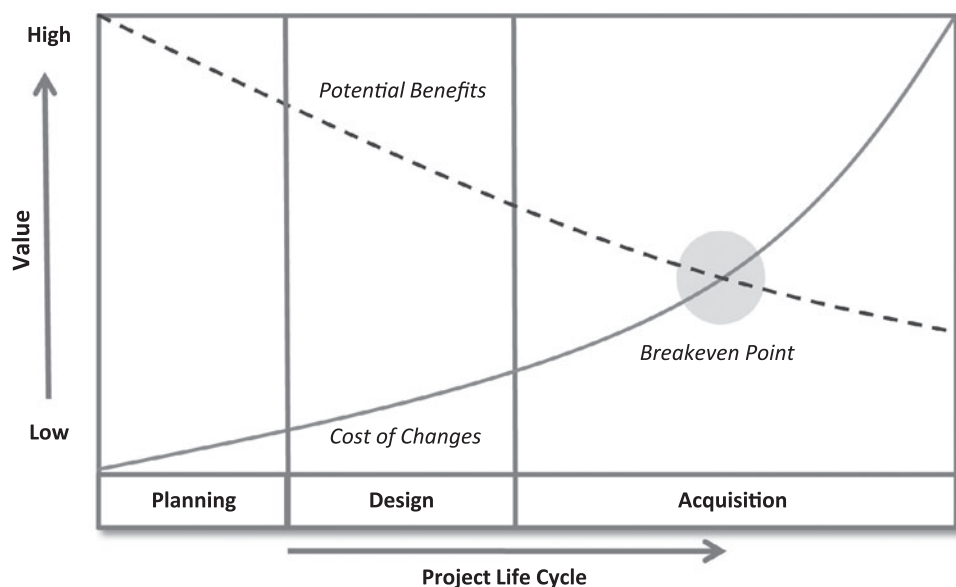 High
Potential Benefits
Value
Breakeven Point
Low
Cost of Changes
Planning
Design
Acquisition
Project Life Cycle